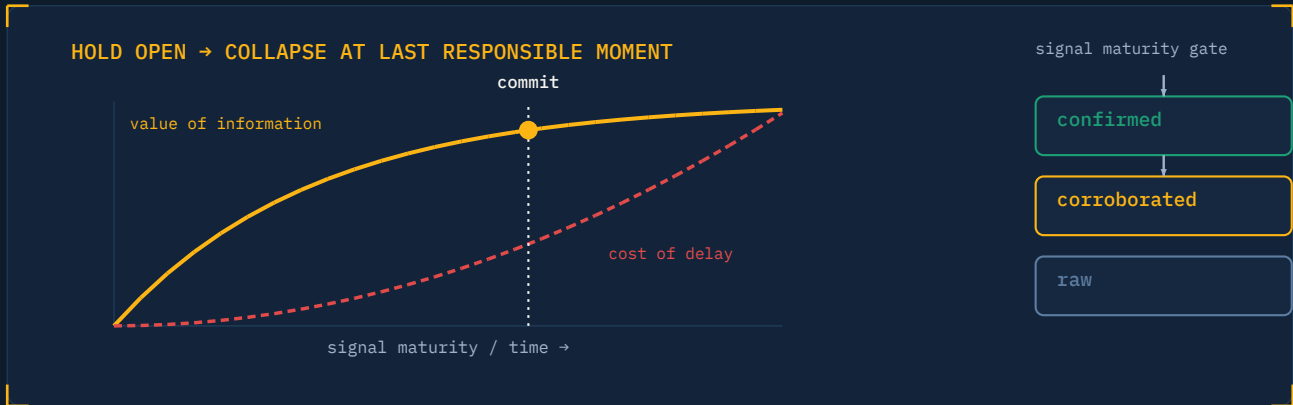 HOLD OPEN → COLLAPSE AT LAST RESPONSIBLE MOMENT
commit
value of information
cost of delay
signal maturity / time →
signal maturity gate
confirmed
corroborated
raw